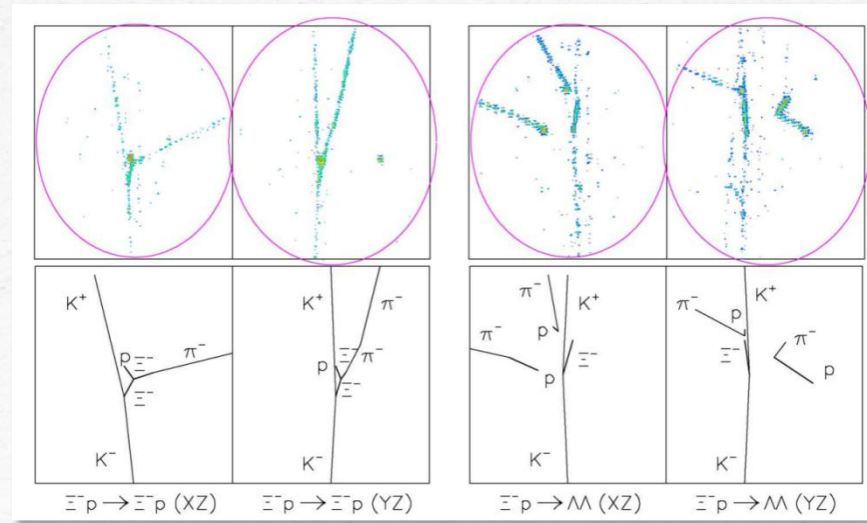 K⁺
p Ξ⁻
π⁻
Ξ⁻
K⁻
K⁺
π⁻
Ξ⁻
p π⁻
Ξ⁻
K⁻
π⁻
K⁺
π⁻
p
Ξ⁻
p
K⁻
K⁺
π⁻
p
π⁻
Ξ⁻
p
K⁻
Ξ⁻p → Ξ⁻p (XZ)
Ξ⁻p → Ξ⁻p (YZ)
Ξ⁻p → ΛΛ (XZ)
Ξ⁻p → ΛΛ (YZ)